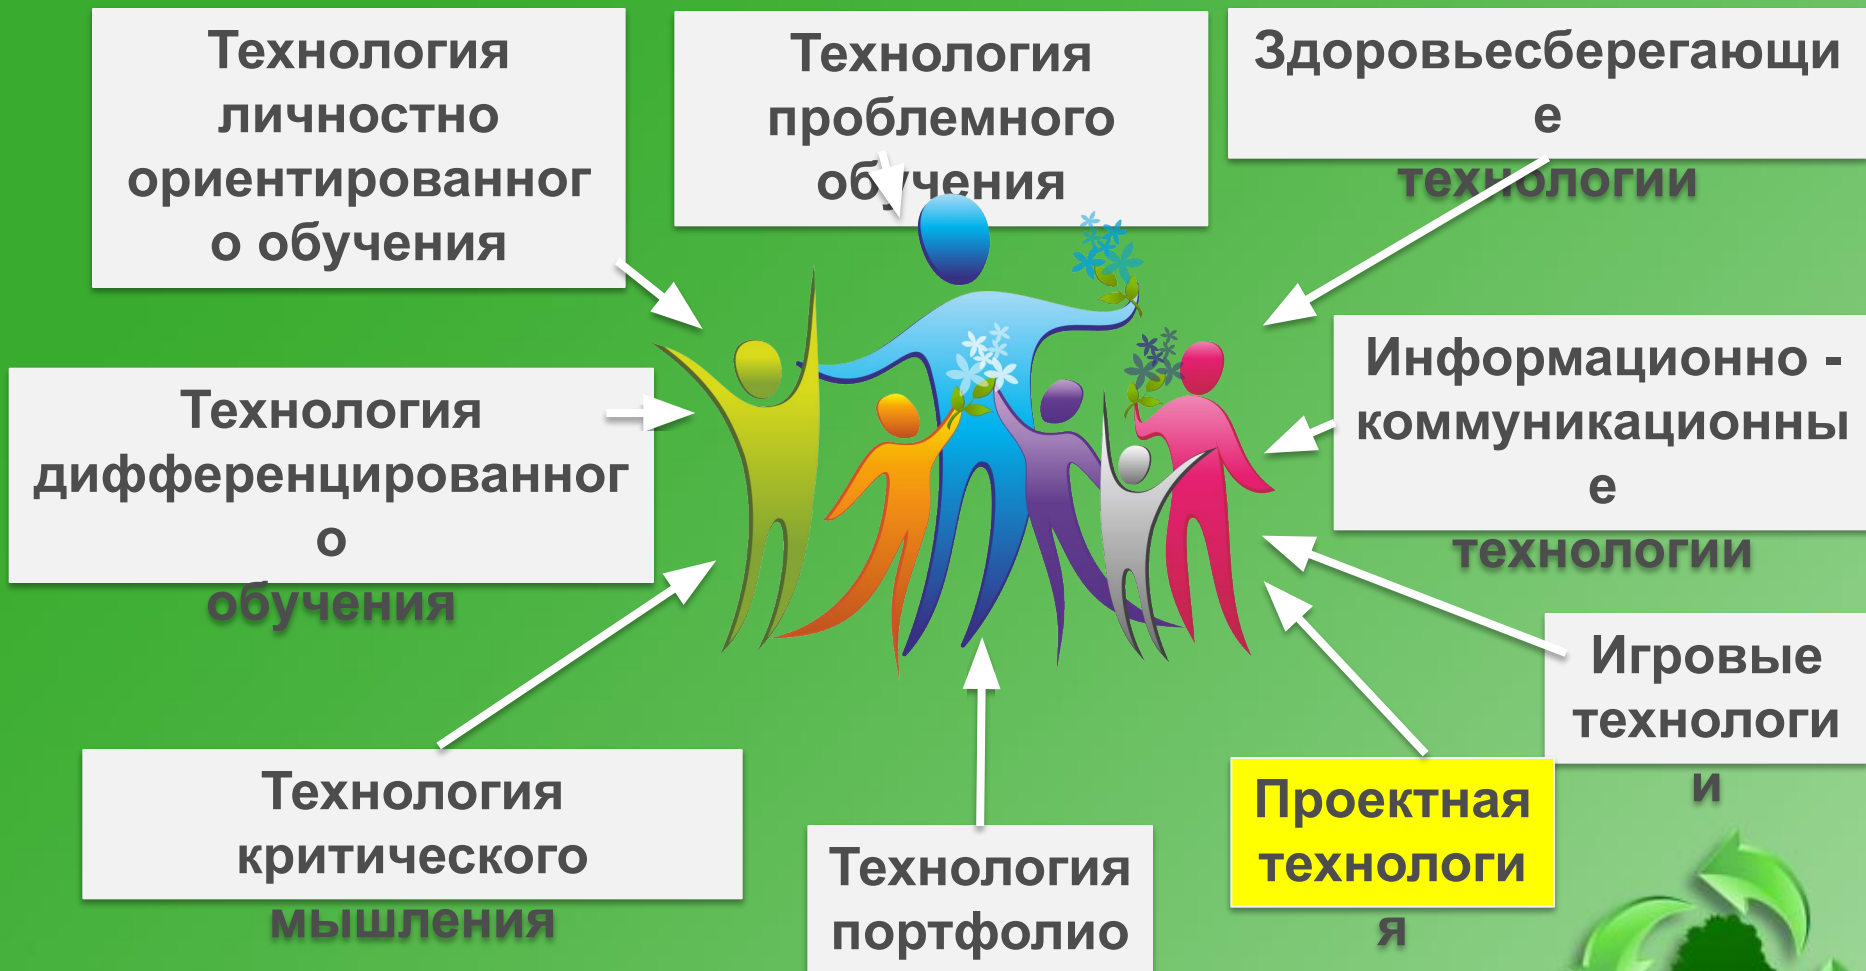 Технология
личностно
ориентированног
о обучения
Технология
проблемного
обучения
Здоровьесберегающи
е
технологии
Технология
дифференцированног
о
обучения
Информационно -
коммуникационны
е
технологии
Игровые
технологи
и
Технология
критического
мышления
Технология
портфолио
Проектная
технологи
я